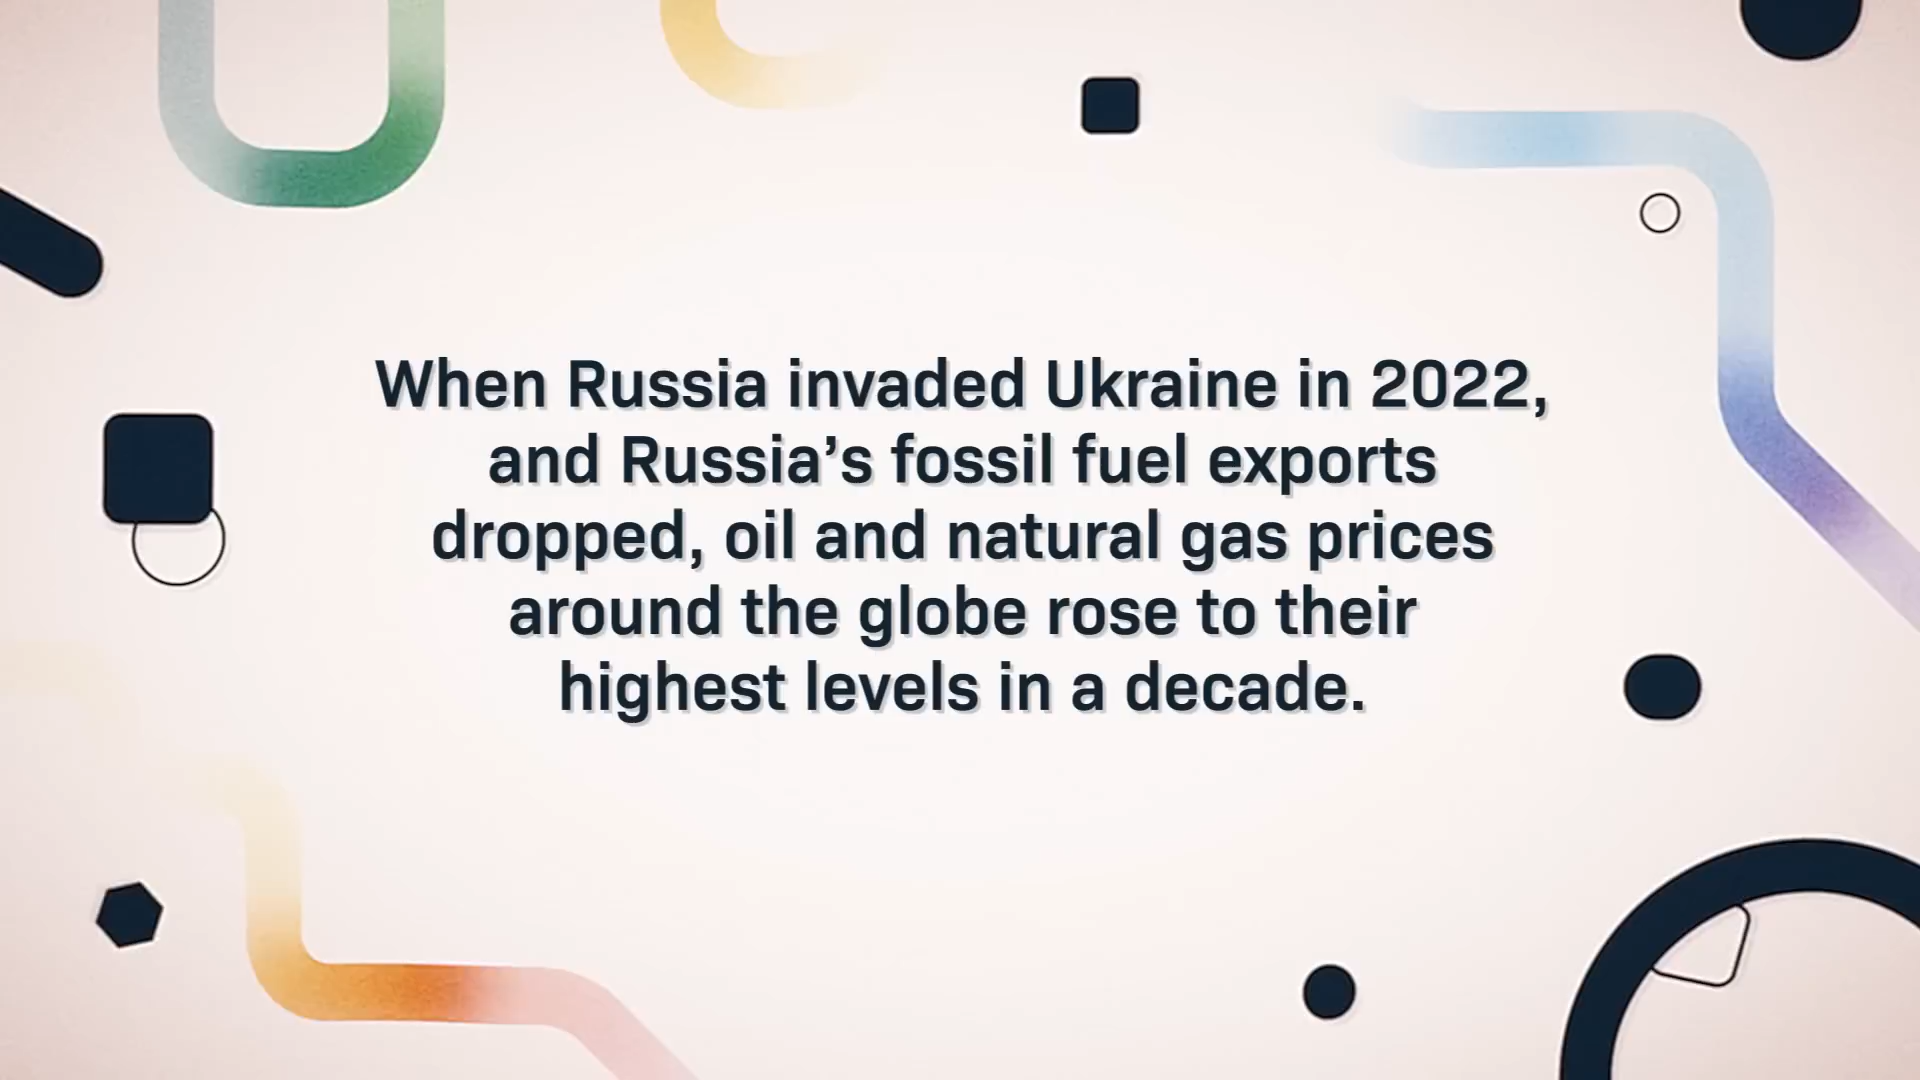 When Russia invaded Ukraine in 2022,
and Russia’s fossil fuel exports
dropped, oil and natural gas prices
around the globe rose to their
highest levels in a decade.